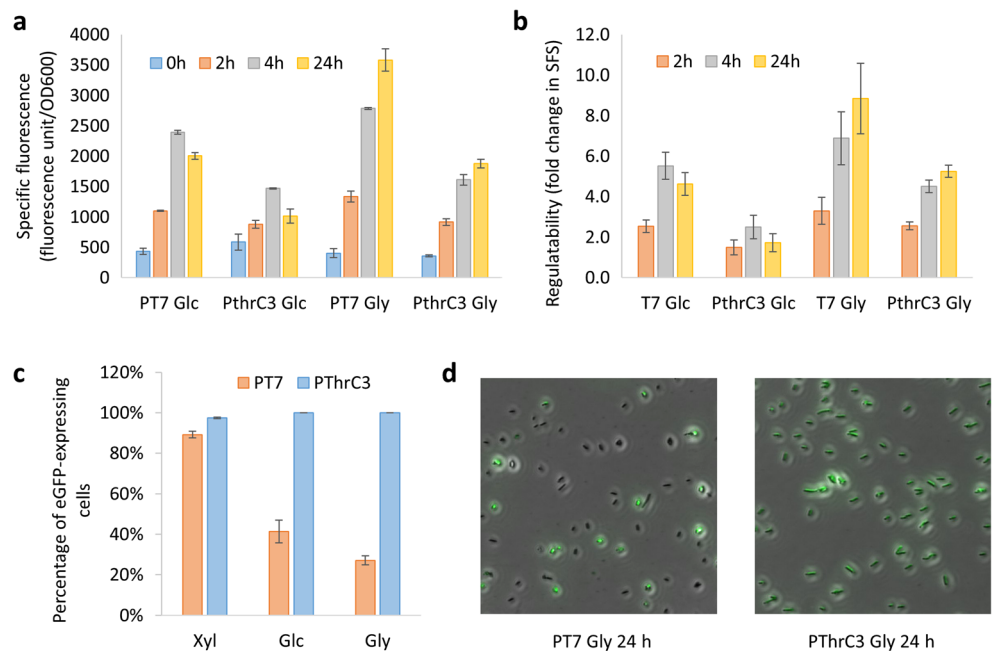 a
Specific fluorescence
(fluorescence unit/OD600)
4000
3500
3000
2500
2000
1500
1000
500
0
0h 2h 4h 24h
PT7 Glc PthrC3 Glc PT7 Gly PthrC3 Gly
b
Regulatability (fold change in SFS)
12.0
10.0
8.0
6.0
4.0
2.0
0.0
2h 4h 24h
T7 Glc PthrC3 Glc T7 Gly PthrC3 Gly
c
Percentage of eGFP-expressing
cells
120%
100%
80%
60%
40%
20%
0%
PT7 PThrC3
Xyl Glc Gly
d
PT7 Gly 24 h PThrC3 Gly 24 h